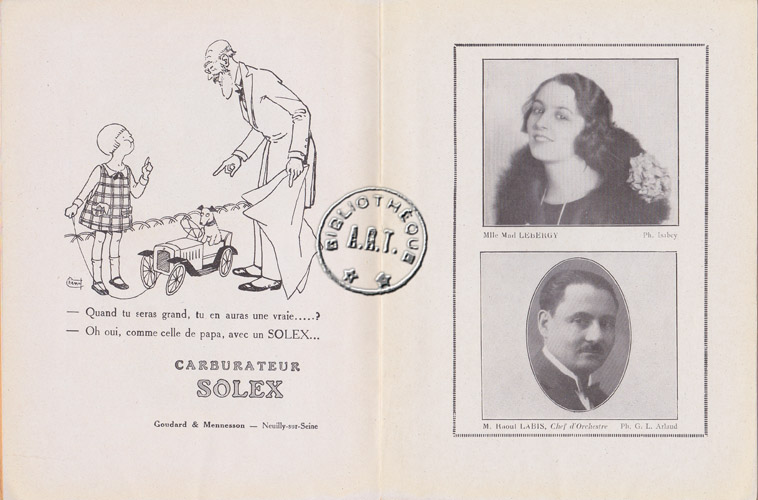 — Quand tu seras grand, tu en auras une vraie.....?
— Oh oui, comme celle de papa, avec un SOLEX...
CARBURATEUR
SOLEX
Goudard & Mennesson — Neuilly-sur-Seine
BIBLIOTHÈQUE
A.R.T.
Mlle Mad LEBERGY Ph. Isabey
M. Raoul LABIS, Chef d'Orchestre Ph. G. L. Arlaud